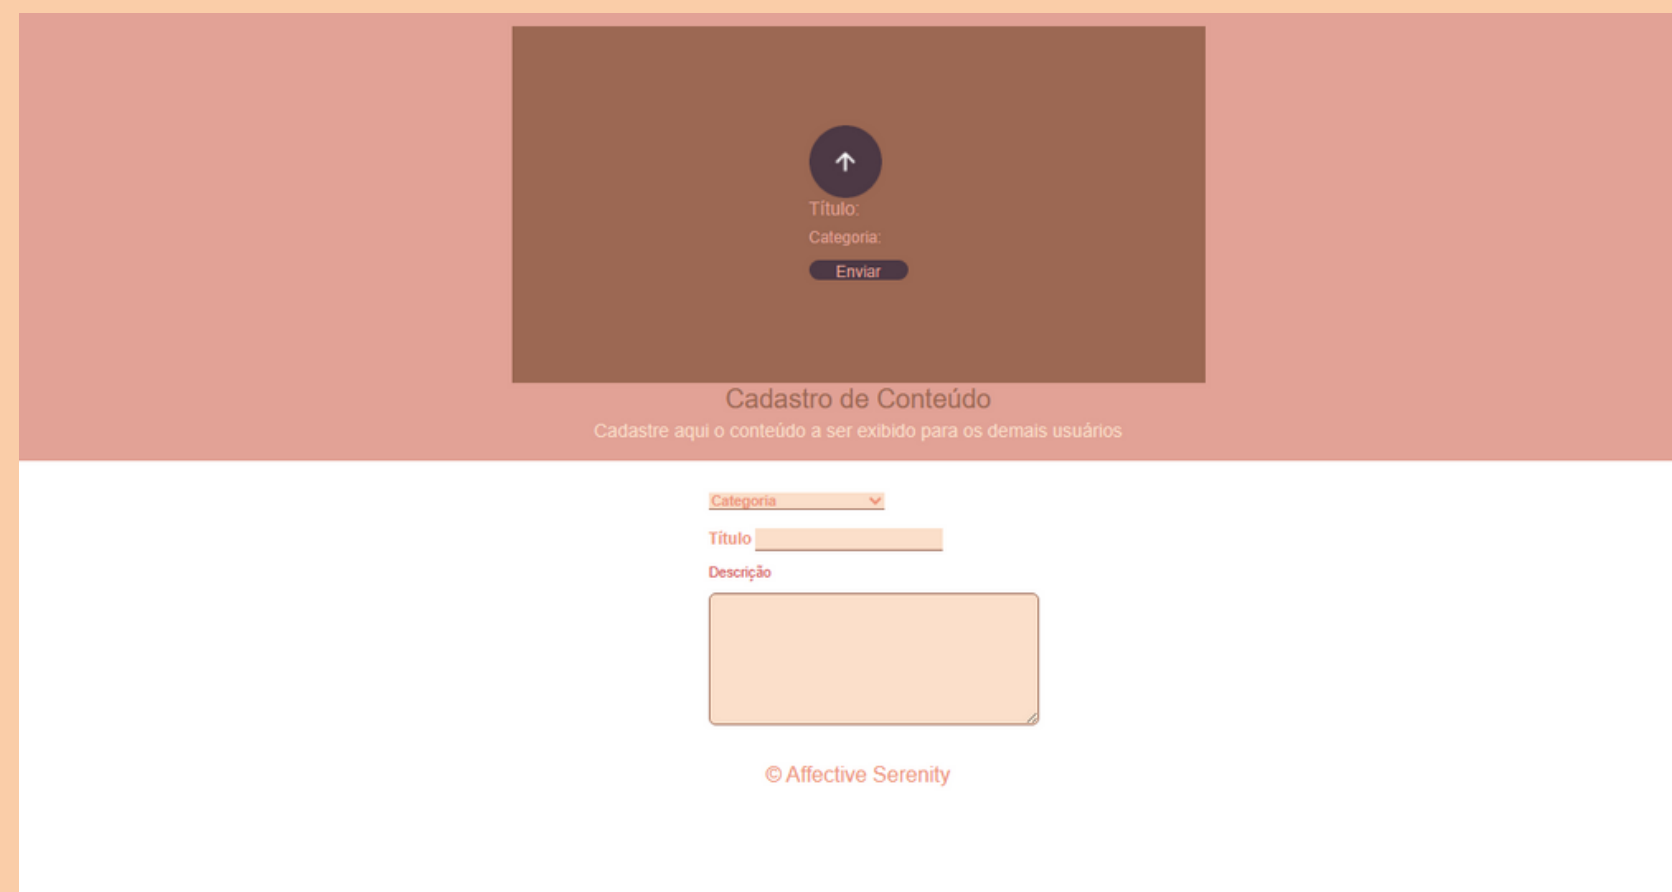 Título:
Categoria:
Enviar
Cadastro de Conteúdo
Cadastre aqui o conteúdo a ser exibido para os demais usuários
Categoria
Título
Descrição
© Affective Serenity